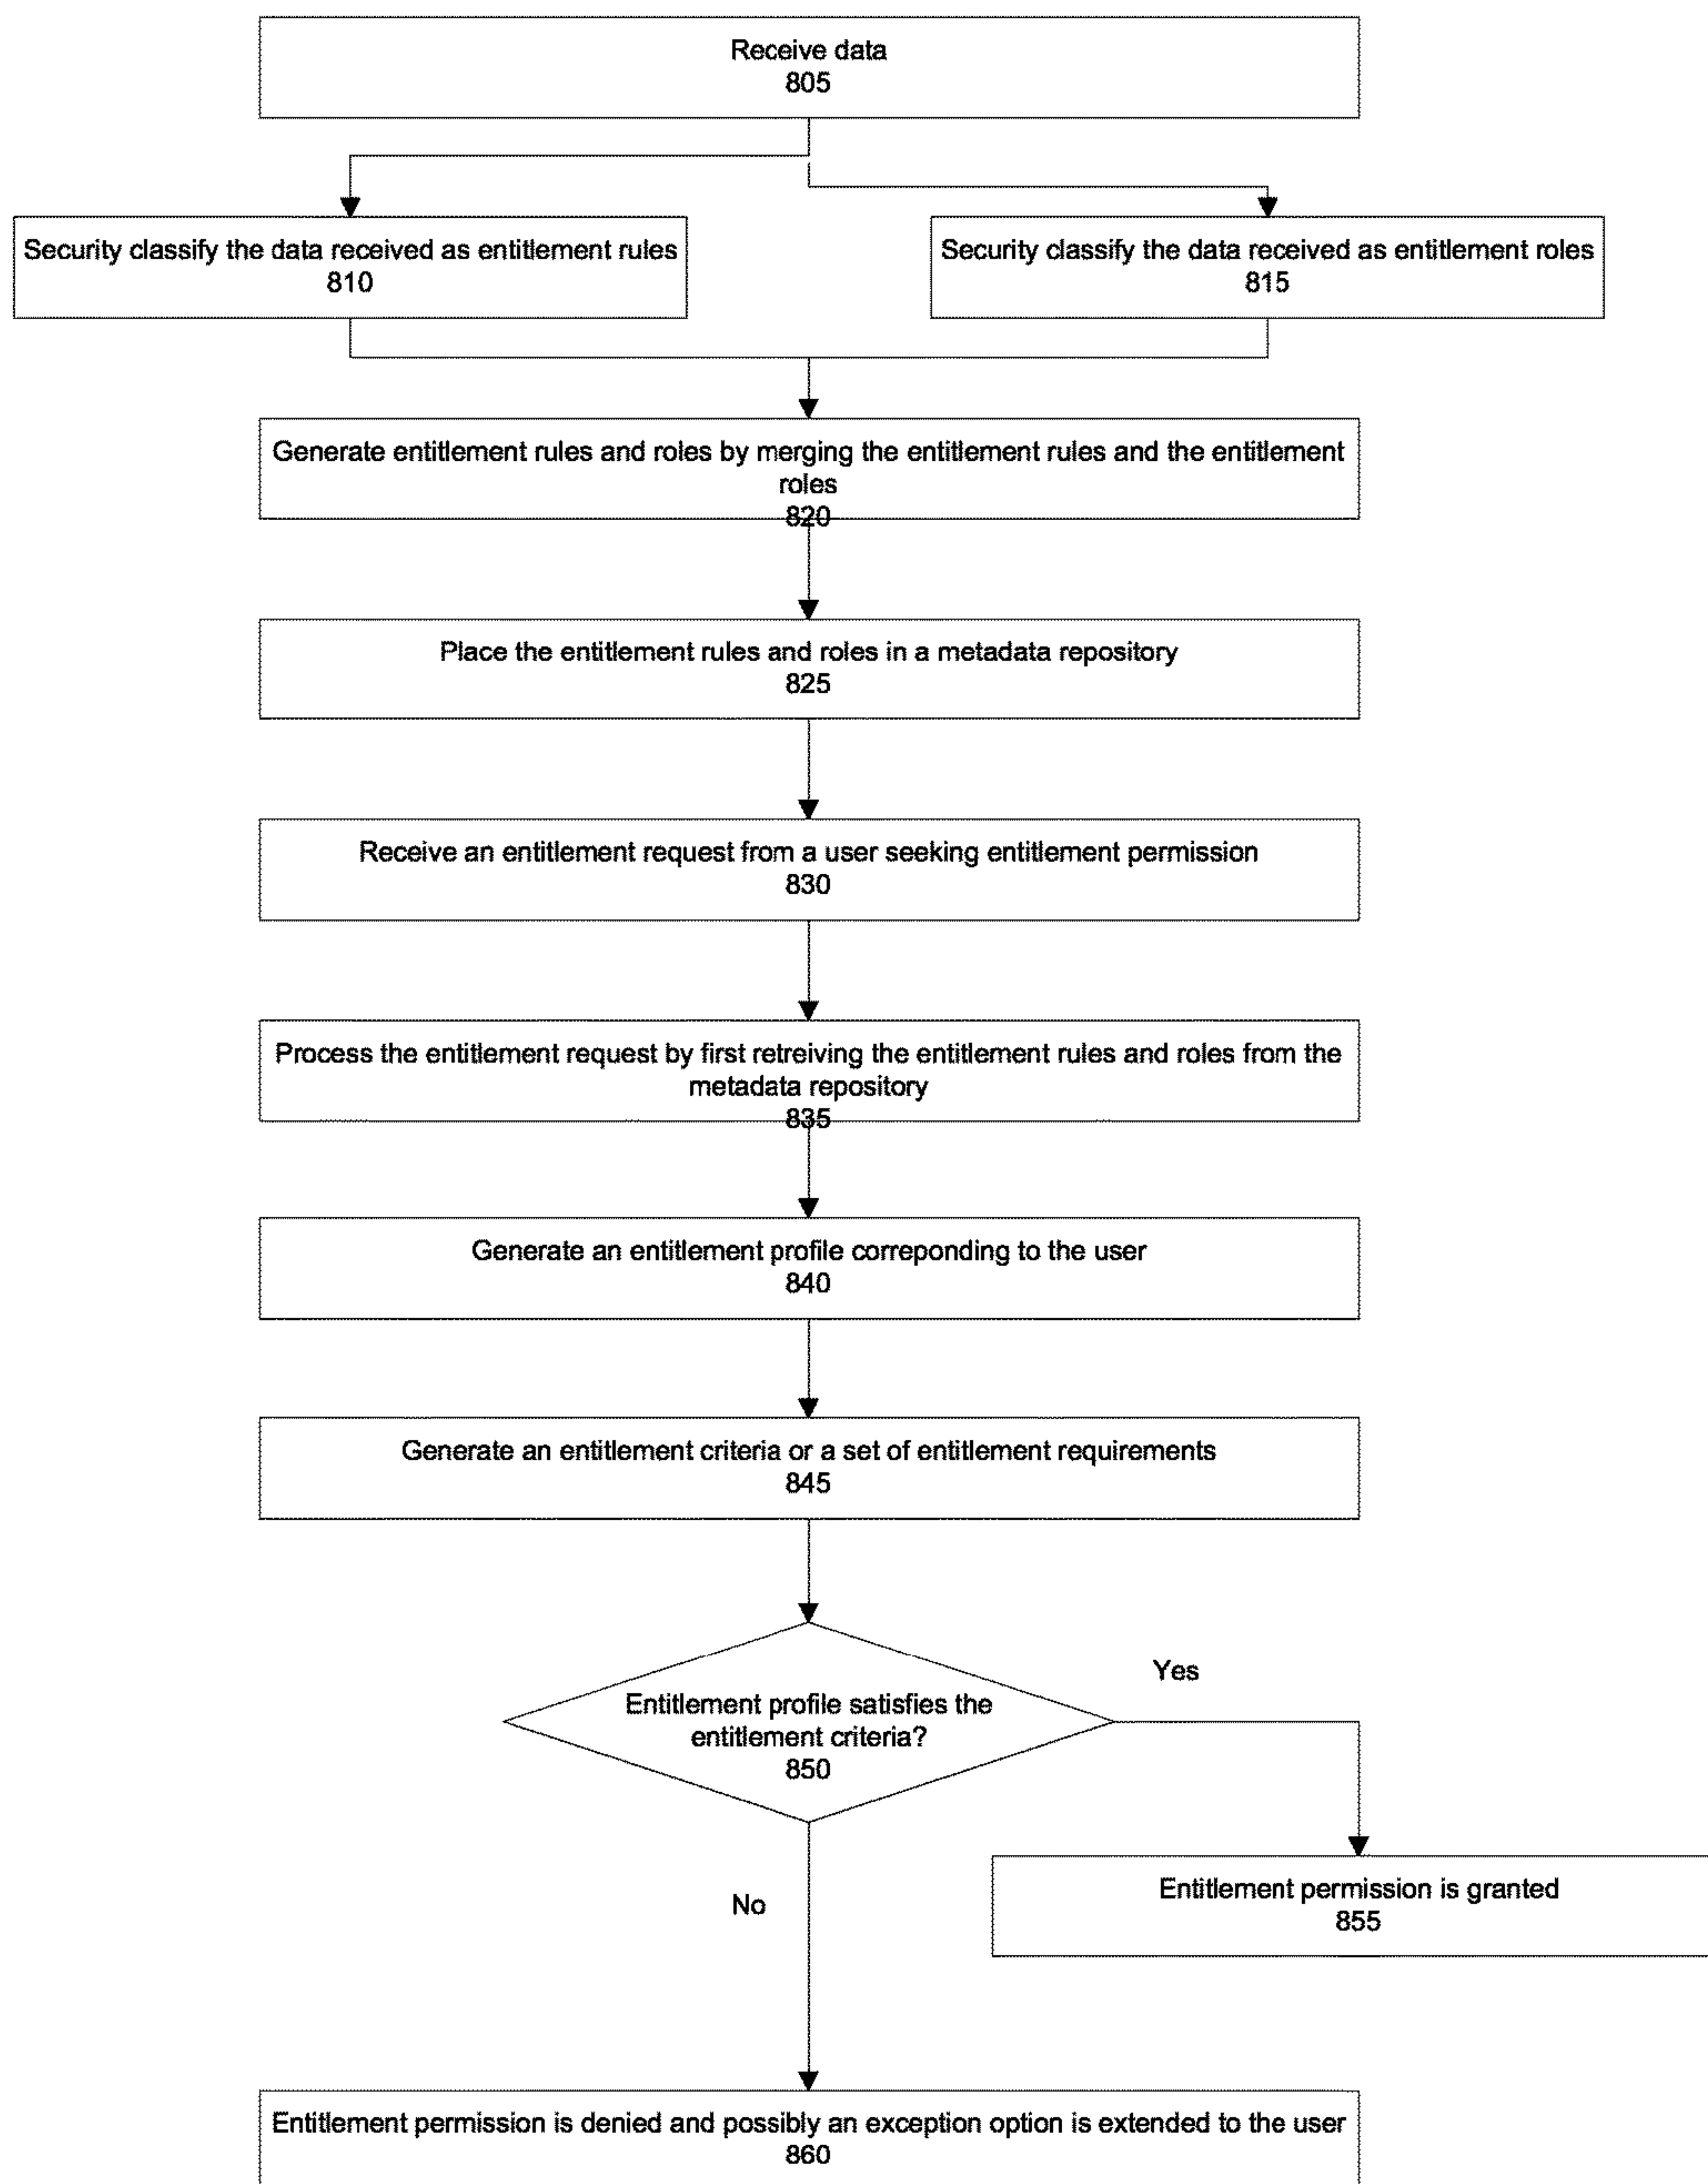 Receive data
805
Security classify the data received as entitlement rules
810
Security classify the data received as entitlement roles
815
Generate entitlement rules and roles by merging the entitlement rules and the entitlement
roles
820
Place the entitlement rules and roles in a metadata repository
825
Receive an entitlement request from a user seeking entitlement permission
830
Process the entitlement request by first retreiving the entitlement rules and roles from the
metadata repository
835
Generate an entitlement profile correponding to the user
840
Generate an entitlement criteria or a set of entitlement requirements
845
Entitlement profile satisfies the
entitlement criteria?
850
Yes
No
Entitlement permission is granted
855
Entitlement permission is denied and possibly an exception option is extended to the user
860